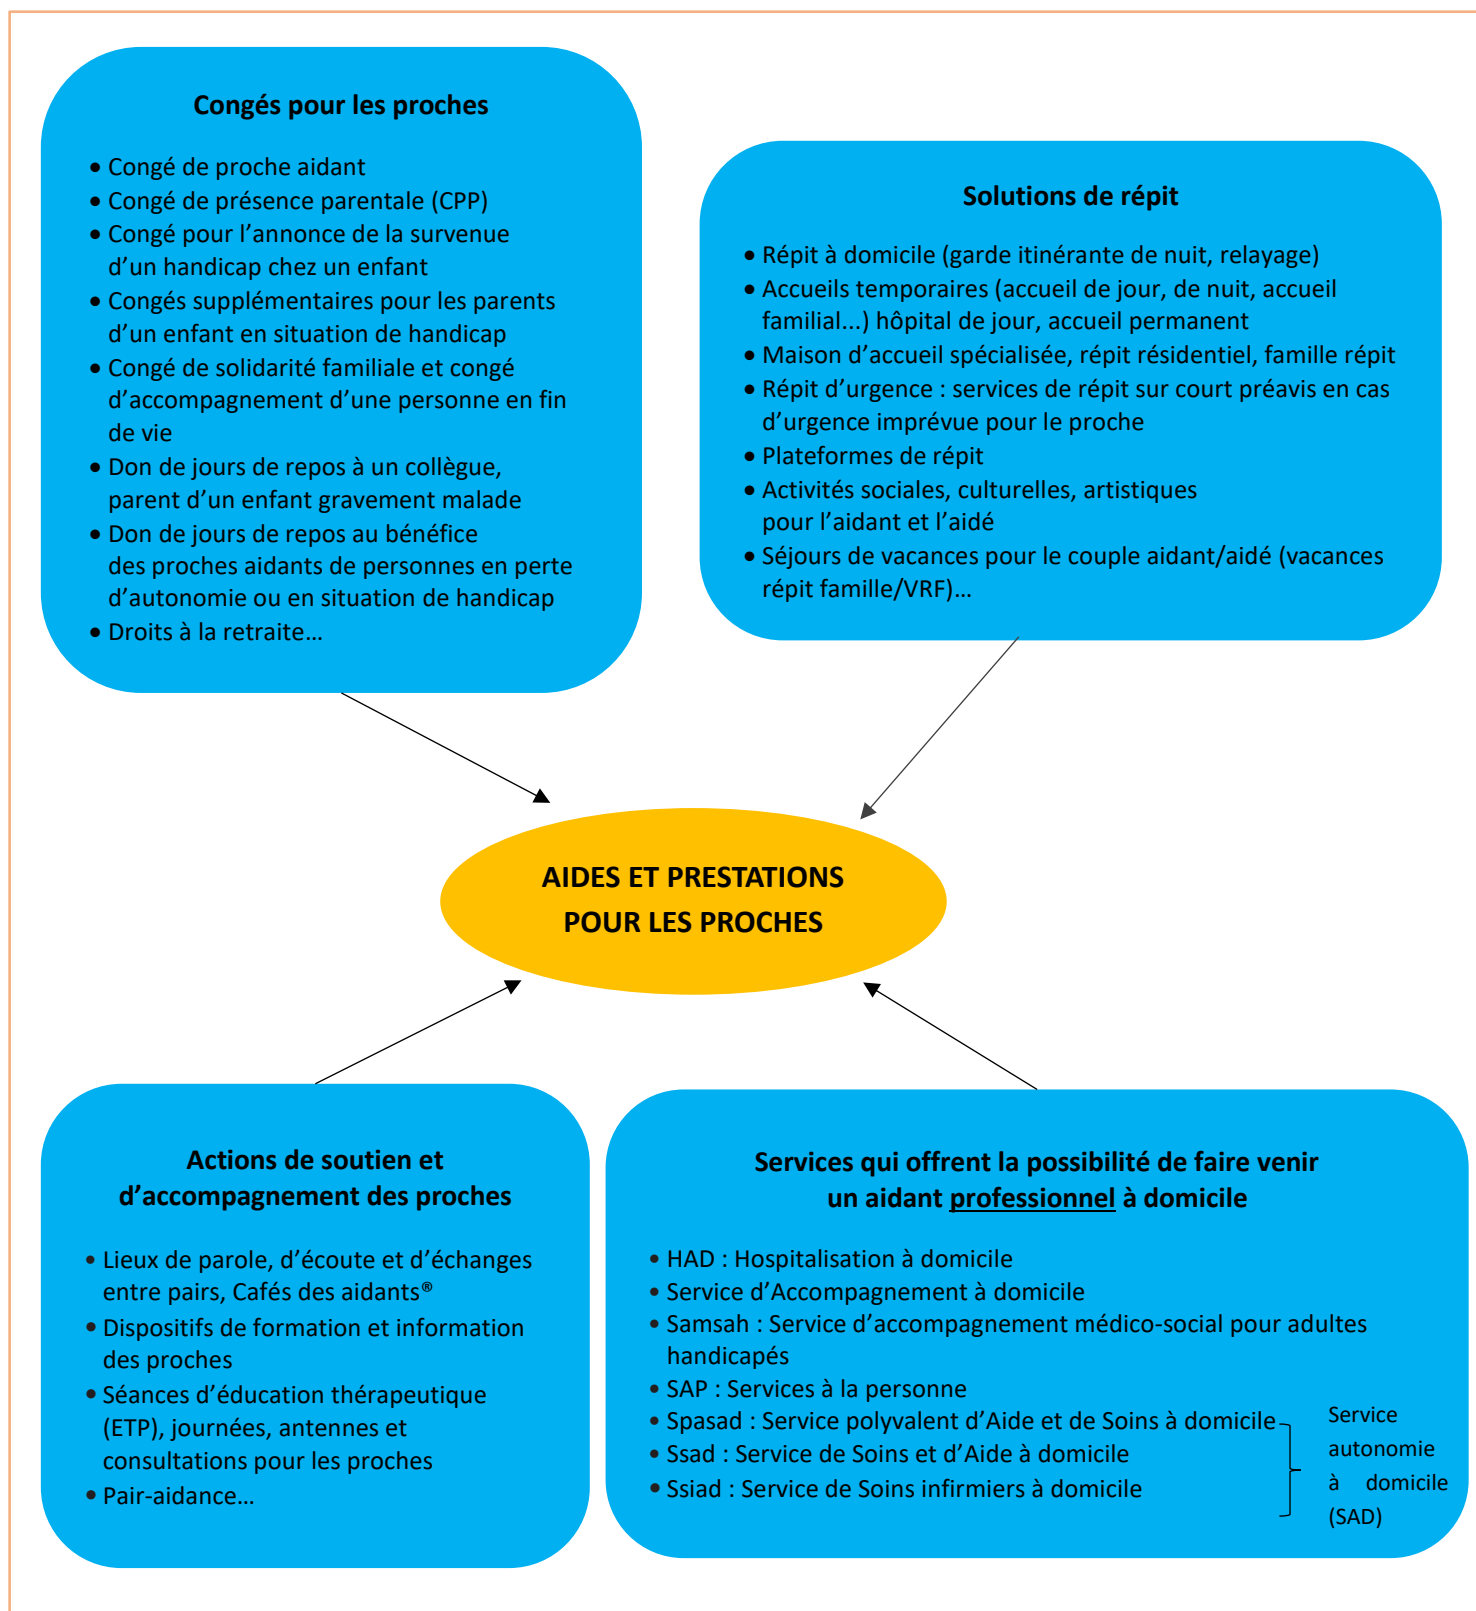 Congés pour les proches
• Congé de proche aidant
• Congé de présence parentale (CPP)
• Congé pour l’annonce de la survenue
d’un handicap chez un enfant
• Congés supplémentaires pour les parents
d’un enfant en situation de handicap
• Congé de solidarité familiale et congé
d’accompagnement d’une personne en fin
de vie
• Don de jours de repos à un collègue,
parent d’un enfant gravement malade
• Don de jours de repos au bénéfice
des proches aidants de personnes en perte
d’autonomie ou en situation de handicap
• Droits à la retraite…
Solutions de répit
• Répit à domicile (garde itinérante de nuit, relayage)
• Accueils temporaires (accueil de jour, de nuit, accueil
familial...) hôpital de jour, accueil permanent
• Maison d’accueil spécialisée, répit résidentiel, famille répit
• Répit d’urgence : services de répit sur court préavis en cas
d’urgence imprévue pour le proche
• Plateformes de répit
• Activités sociales, culturelles, artistiques
pour l’aidant et l’aidé
• Séjours de vacances pour le couple aidant/aidé (vacances
répit famille/VRF)…
AIDES ET PRESTATIONS
POUR LES PROCHES
Actions de soutien et
d’accompagnement des proches
• Lieux de parole, d’écoute et d’échanges
entre pairs, Cafés des aidants®
• Dispositifs de formation et information
des proches
• Séances d’éducation thérapeutique
(ETP), journées, antennes et
consultations pour les proches
• Pair-aidance…
Services qui offrent la possibilité de faire venir
un aidant professionnel à domicile
• HAD : Hospitalisation à domicile
• Service d’Accompagnement à domicile
• Samsah : Service d’accompagnement médico-social pour adultes
handicapés
• SAP : Services à la personne
• Spasad : Service polyvalent d’Aide et de Soins à domicile
• Ssad : Service de Soins et d’Aide à domicile
• Ssiad : Service de Soins infirmiers à domicile
Service
autonomie
à domicile
(SAD)